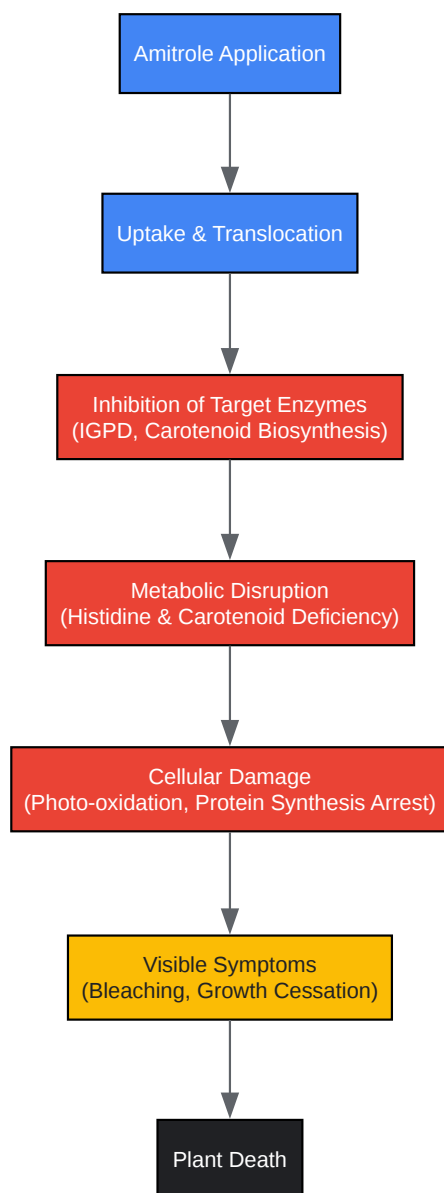 Amitrole Application
Uptake & Translocation
Inhibition of Target Enzymes
(IGPD, Carotenoid Biosynthesis)
Metabolic Disruption
(Histidine & Carotenoid Deficiency)
Cellular Damage
(Photo-oxidation, Protein Synthesis Arrest)
Visible Symptoms
(Bleaching, Growth Cessation)
Plant Death